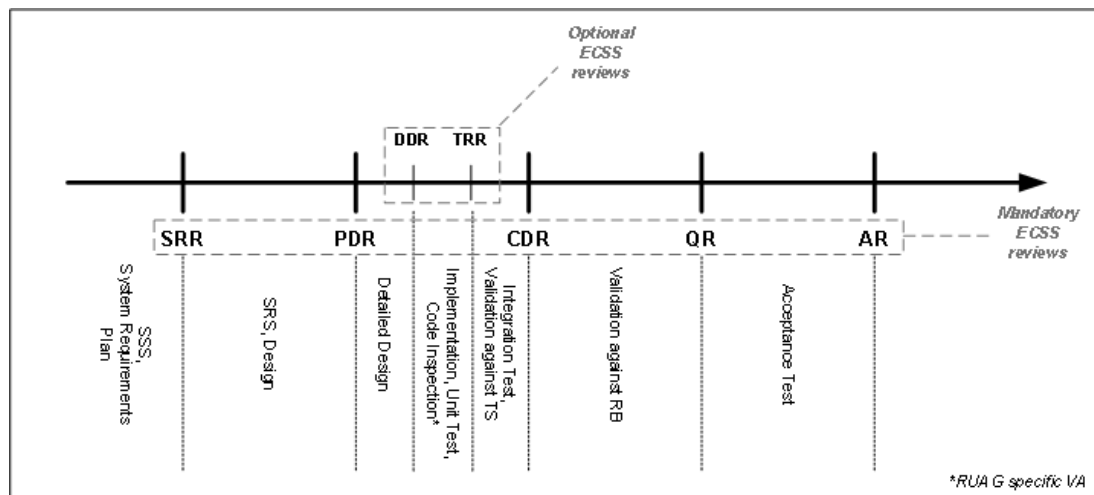 Optional
ECSS
reviews
DDR TRR
Mandatory
ECSS
reviews
SRR PDR CDR QR AR
SSS,
System Requirements
Plan
SRS, Design
Detailed Design
Implementation, Unit Test,
Code Inspection*
Integration Test,
Validation against TS
Validation against RB
Acceptance Test
*RUAG specific VA